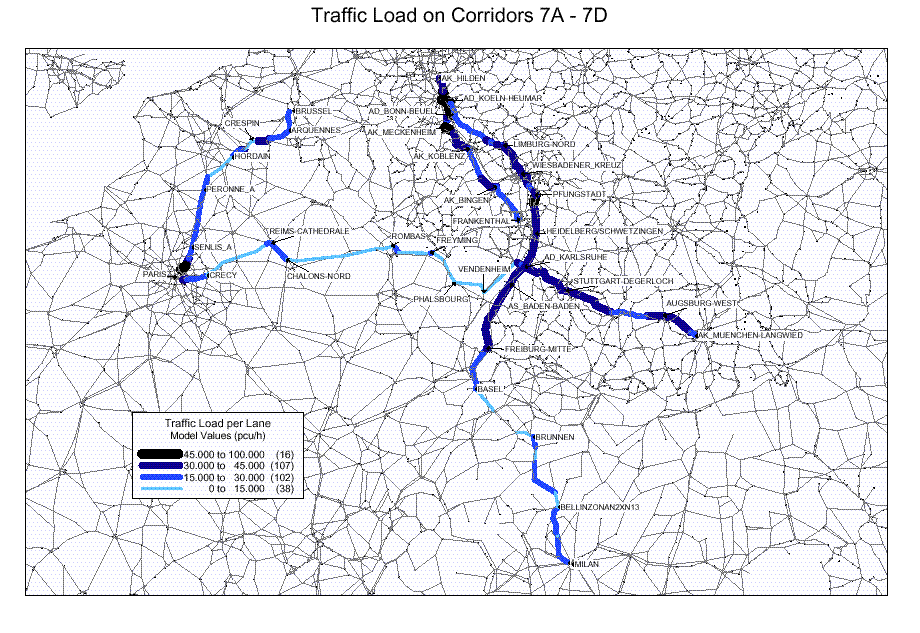 Traffic Load on Corridors 7A - 7D
AK_HILDEN
AD_KOELN-HEUMAR
AD_BONN-BEUEL
BRUSSEL
CRESPIN
ARQUENNES
AK_MECKENHEIM
LIMBURG-NORD
HORDAIN
AK_KOBLENZ
WIESBADENER_KREUZ
PERONNE_A
PFUNGSTADT
AK_BINGEN
FRANKENTHAL
REIMS-CATHEDRALE
HEIDELBERG/SCHWETZINGEN
ROMBAS
FREYMING
SENLIS_A
AD_KARLSRUHE
VENDENHEIM
PARIS
CRECY
CHALONS-NORD
STUTTGART-DEGERLOCH
PHALSBOURG
AS_BADEN-BADEN
AUGSBURG-WEST
AK_MUENCHEN-LANGWIED
FREIBURG-MITTE
BASEL
Traffic Load per Lane
Model Values (pcu/h)
45.000 to 100.000 (16)
30.000 to 45.000 (107)
15.000 to 30.000 (102)
0 to 15.000 (38)
BRUNNEN
BELLINZONAN2XN13
MILAN